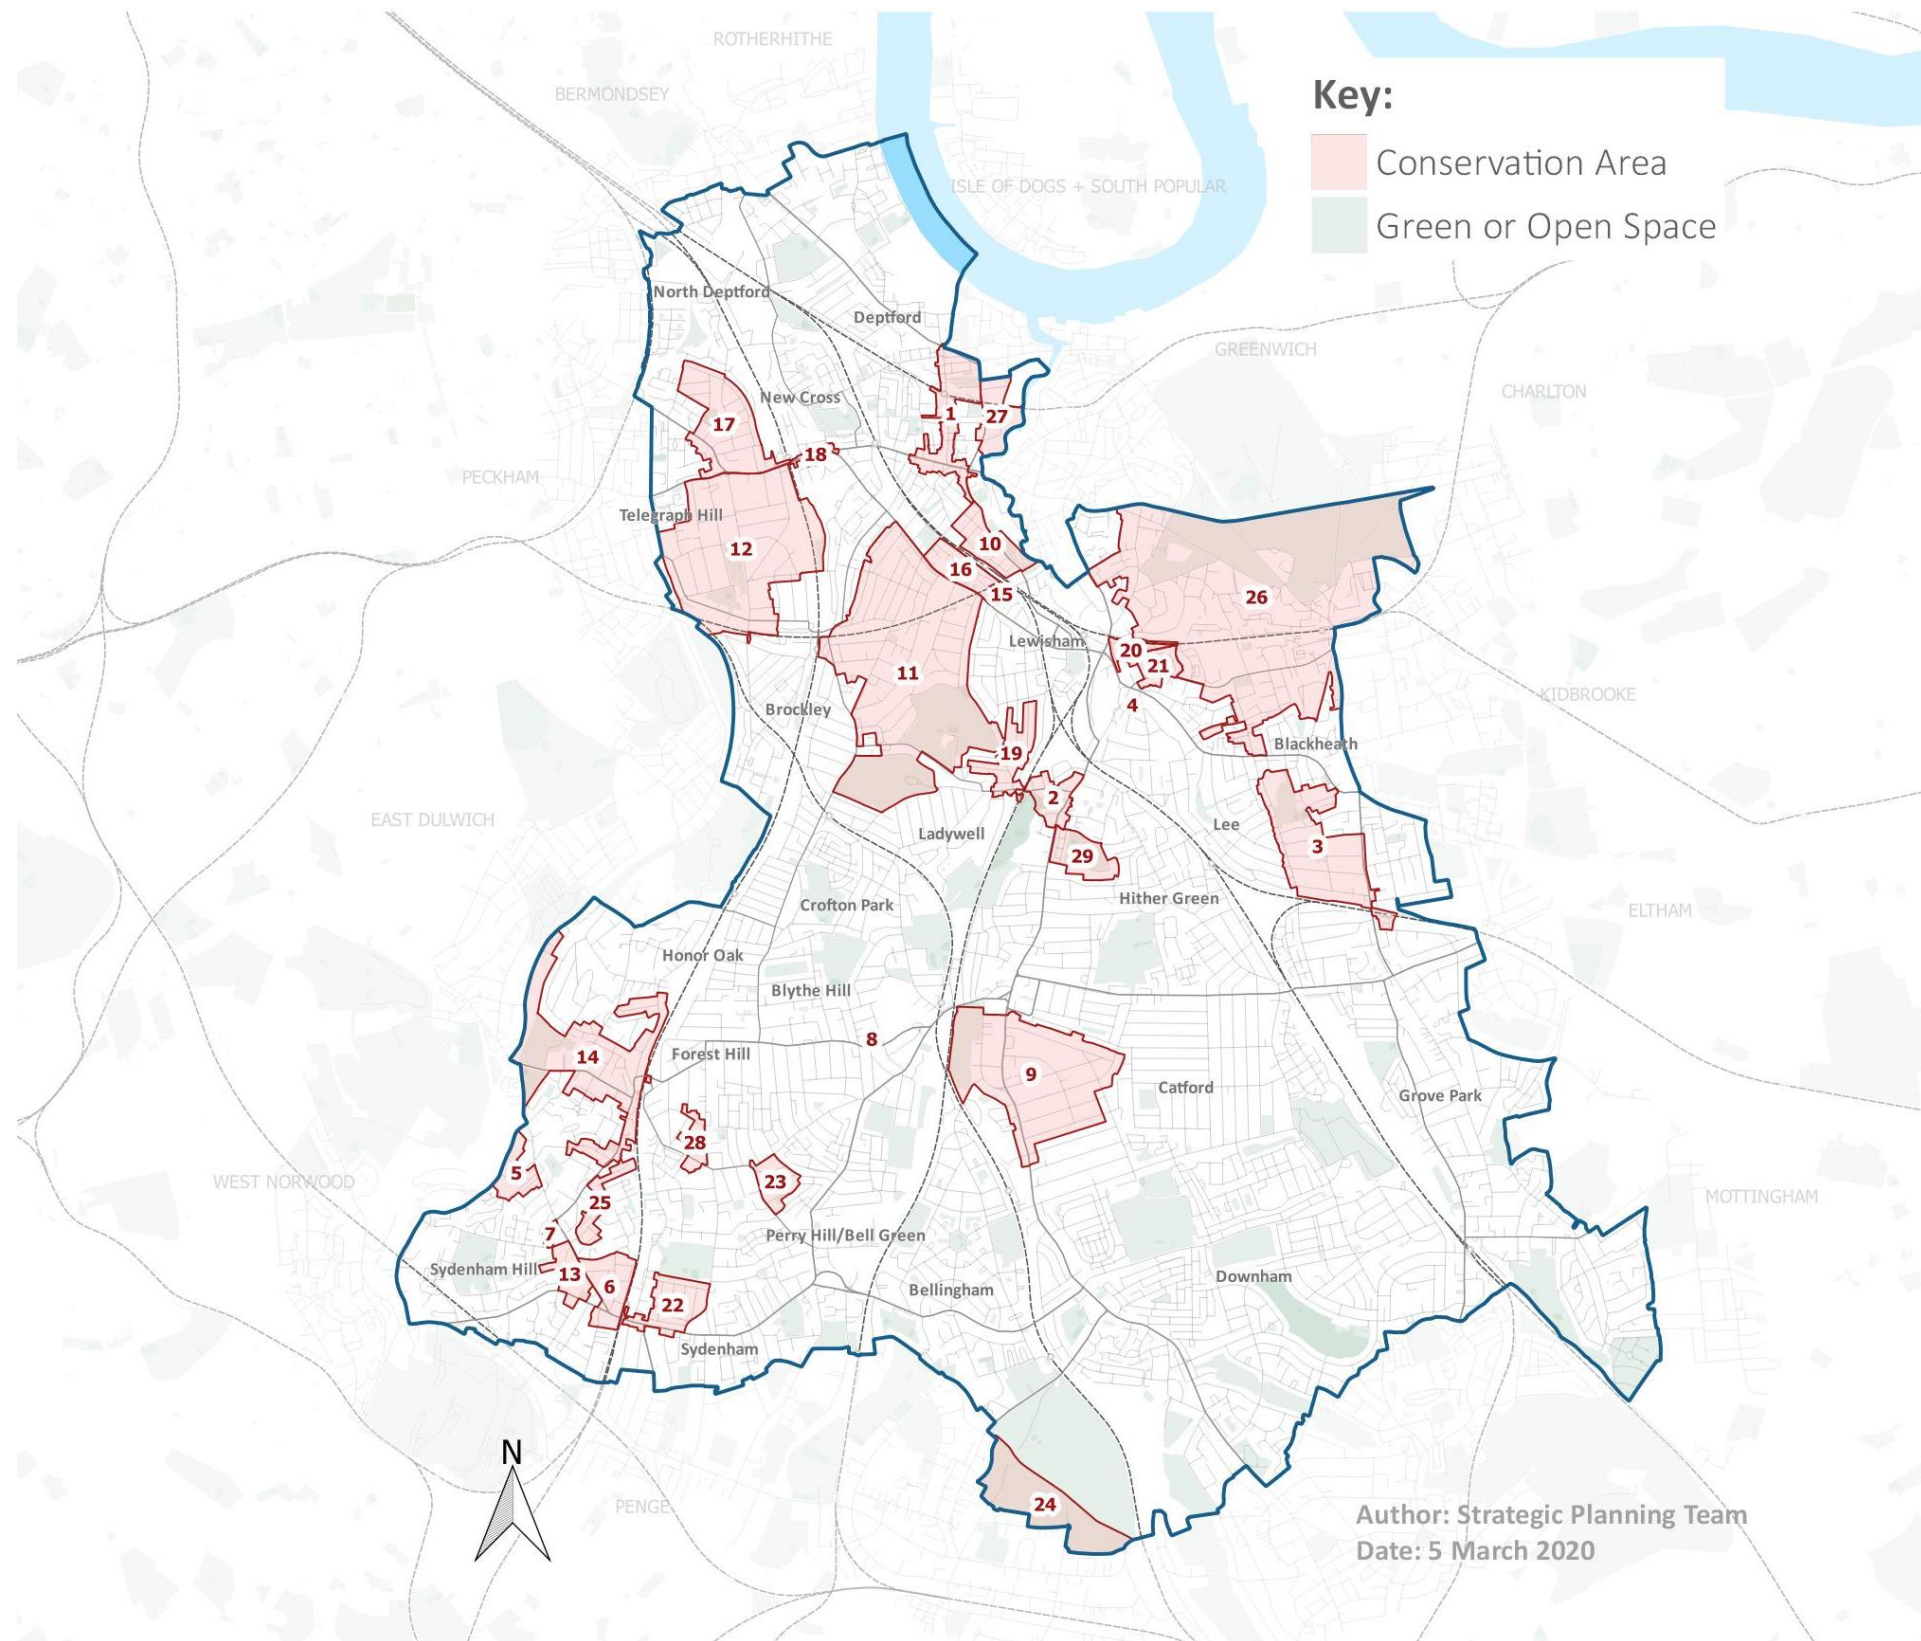 ROTHERHITHE
BERMONDSEY
Key:
Conservation Area
ISLE OF DOGS + SOUTH POPULAR
Green or Open Space
North Deptford
Deptford
GREENWICH
CHARLTON
New Cross
1
27
17
18
PECKHAM
Telegraph Hill
12
10
16
15
26
Lewisham
20
21
11
KIDBROOKE
4
Brockley
Blackheath
19
2
EAST DULWICH
Ladywell
Lee
3
29
Hither Green
Crofton Park
ELTHAM
Honor Oak
Blythe Hill
8
14
Forest Hill
9
Catford
Grove Park
28
5
23
WEST NORWOOD
MOTTINGHAM
25
7
Perry Hill/Bell Green
Sydenham Hill
13
6
Bellingham
Downham
22
Sydenham
N
PENGE
24
Author: Strategic Planning Team
Date: 5 March 2020